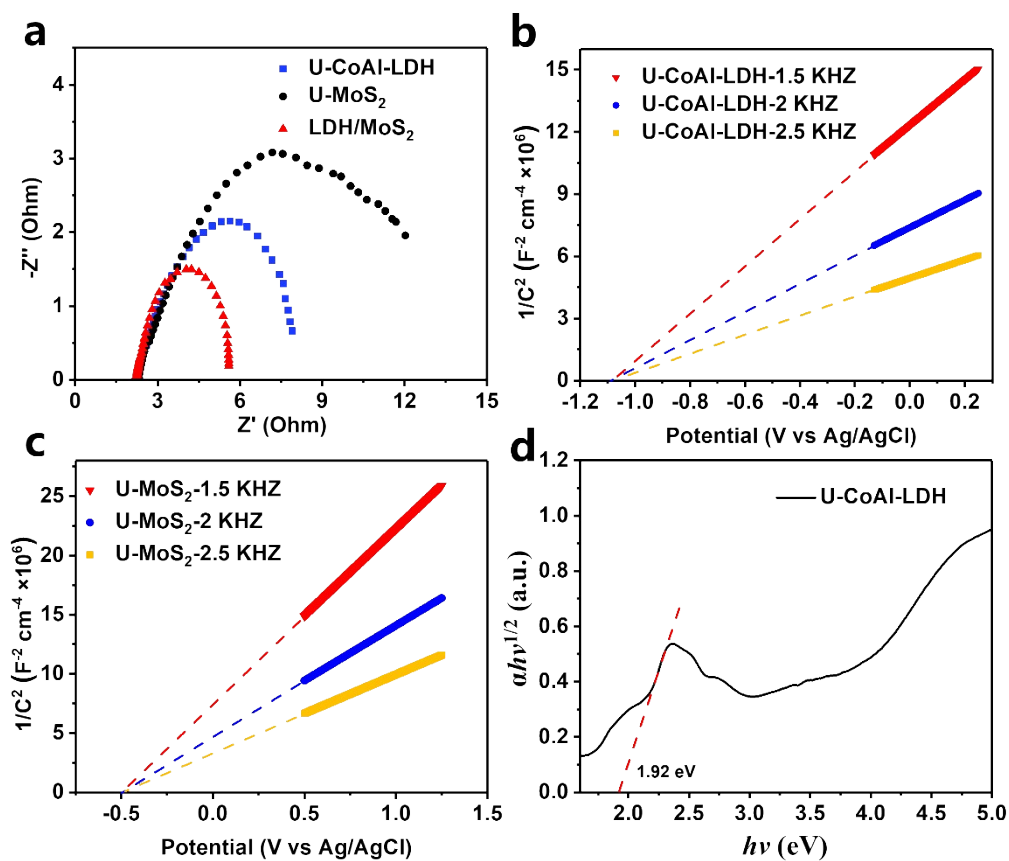 a
U-CoAl-LDH
U-MoS₂
LDH/MoS₂
4
3
2
1
0
-Z'' (Ohm)
0 3 6 9 12 15
Z' (Ohm)
b
U-CoAl-LDH-1.5 KHZ
U-CoAl-LDH-2 KHZ
U-CoAl-LDH-2.5 KHZ
15
12
9
6
3
0
1/C² (F⁻² cm⁻⁴ ×10⁶)
-1.2 -1.0 -0.8 -0.6 -0.4 -0.2 0.0 0.2
Potential (V vs Ag/AgCl)
c
U-MoS₂-1.5 KHZ
U-MoS₂-2 KHZ
U-MoS₂-2.5 KHZ
25
20
15
10
5
0
1/C² (F⁻² cm⁻⁴ ×10⁶)
-0.5 0.0 0.5 1.0 1.5
Potential (V vs Ag/AgCl)
d
U-CoAl-LDH
1.2
1.0
0.8
0.6
0.4
0.2
0.0
αhν¹/² (a.u.)
1.92 eV
2.0 2.5 3.0 3.5 4.0 4.5 5.0
hν (eV)